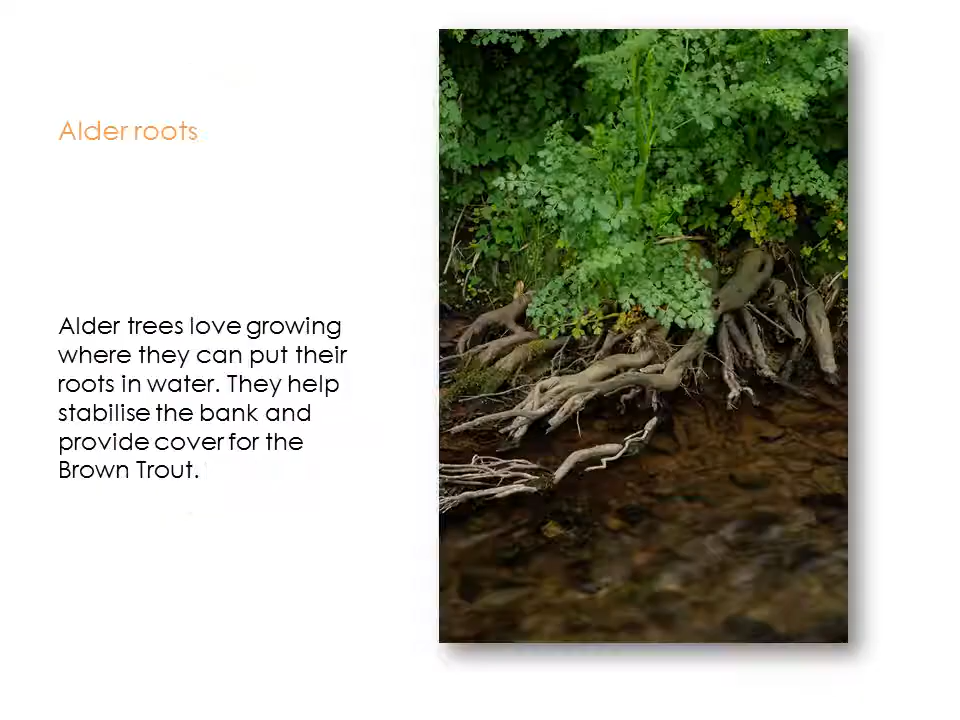 Alder roots
Alder trees love growing
where they can put their
roots in water. They help
stabilise the bank and
provide cover for the
Brown Trout.